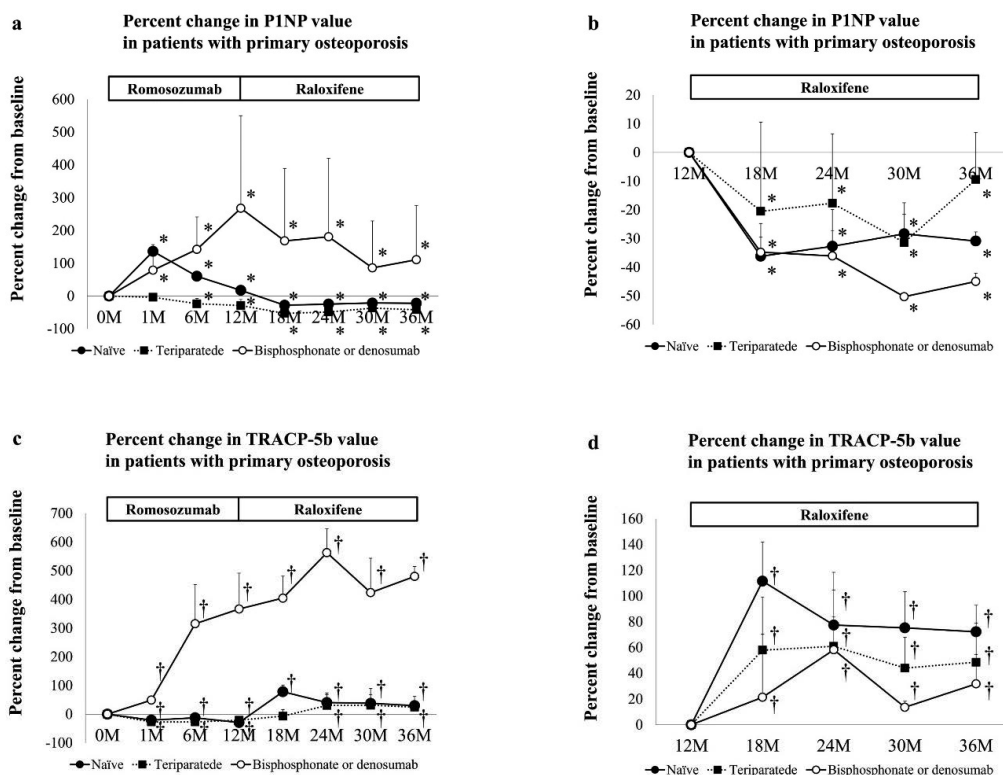 a
Percent change in P1NP value
in patients with primary osteoporosis
Percent change from baseline
Romosozumab Raloxifene
600
500
400
300
200
100
0
-100
* * * * * * *
* * * * * * *
* * * * * *
0M 1M 6M 12M 18M 24M 30M 36M
Naïve Teriparatede Bisphosphonate or denosumab
b
Percent change in P1NP value
in patients with primary osteoporosis
Percent change from baseline
Raloxifene
20
10
0
-10
-20
-30
-40
-50
-60
12M 18M 24M 30M 36M
* * * *
* * * *
* * * *
Naïve Teriparatede Bisphosphonate or denosumab
c
Percent change in TRACP-5b value
in patients with primary osteoporosis
Percent change from baseline
Romosozumab Raloxifene
700
600
500
400
300
200
100
0
-100
† † † † † † †
† † † † † † †
† † † † † †
0M 1M 6M 12M 18M 24M 30M 36M
Naïve Teriparatede Bisphosphonate or denosumab
d
Percent change in TRACP-5b value
in patients with primary osteoporosis
Percent change from baseline
Raloxifene
160
140
120
100
80
60
40
20
0
† † † †
† † † †
† † † †
12M 18M 24M 30M 36M
Naïve Teriparatede Bisphosphonate or denosumab